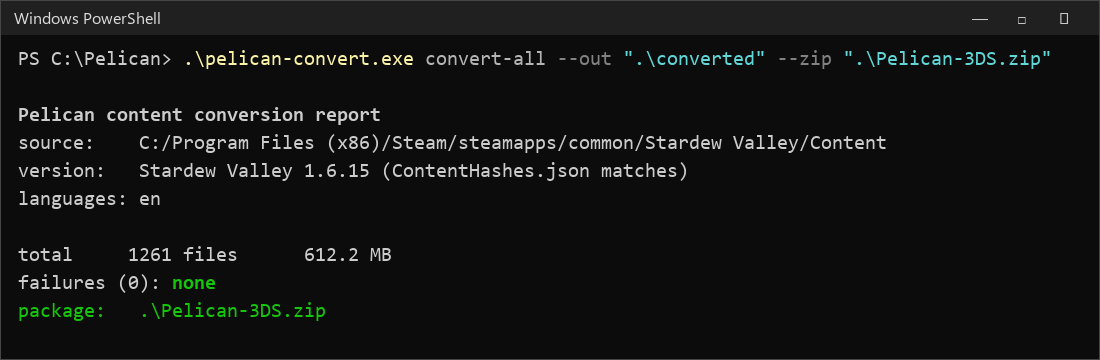 Windows PowerShell
PS C:\Pelican> .\pelican-convert.exe convert-all --out ".\converted" --zip ".\Pelican-3DS.zip"
Pelican content conversion report
source:    C:/Program Files (x86)/Steam/steamapps/common/Stardew Valley/Content
version:   Stardew Valley 1.6.15 (ContentHashes.json matches)
languages: en
total     1261 files      612.2 MB
failures (0): none
package:   .\Pelican-3DS.zip